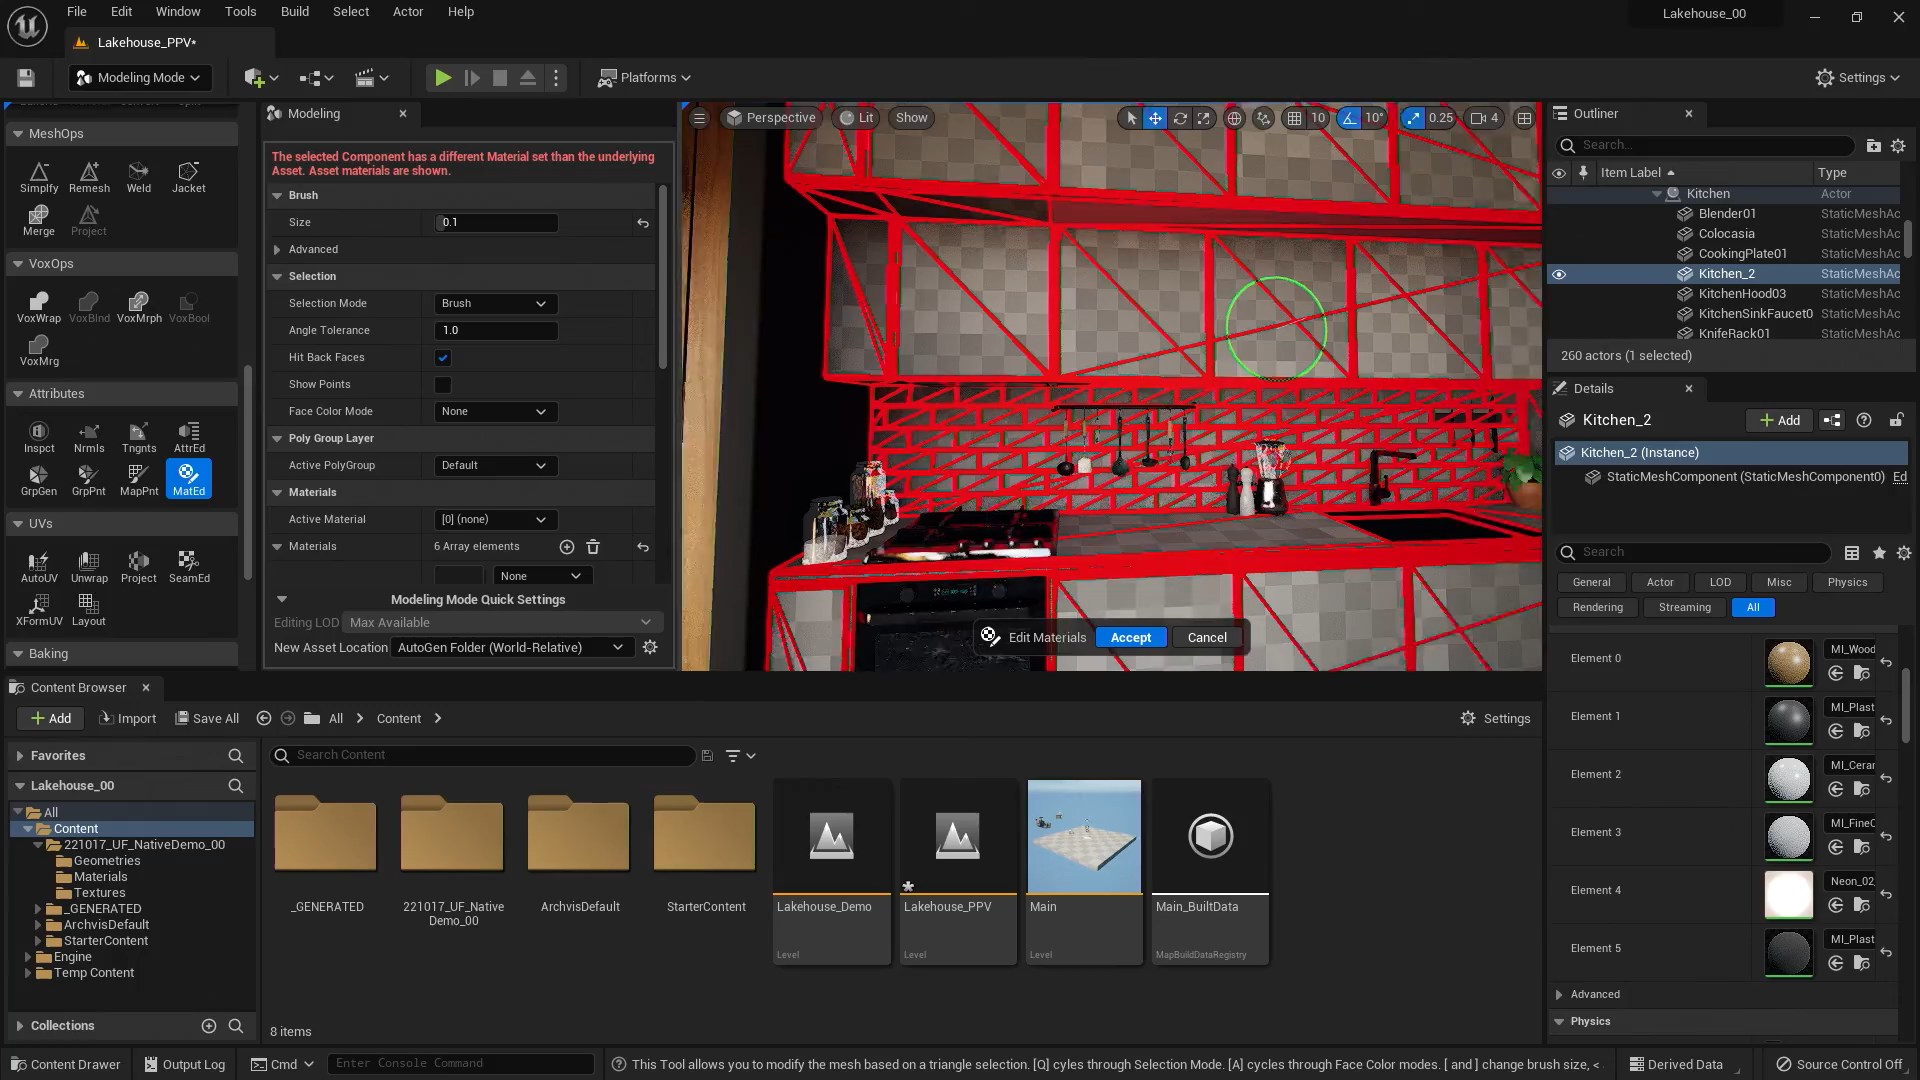 File Edit Window Tools Build Select Actor Help
Lakehouse_00
Lakehouse_PPV*
Modeling Mode
Platforms
Settings
MeshOps
Simplfy Remesh Weld Jacket
Merge Project
VoxOps
VoxWrap VoxBlnd VoxMrph VoxBool
VoxMrg
Attributes
Inspct Nrmls Tngnts AttrEd
GrpGen GrpPnt MapPnt MatEd
UVs
AutoUV Unwrap Project SeamEd
XFormUV Layout
Baking
Modeling
The selected Component has a different Material set than the underlying
Asset. Asset materials are shown.
Brush
Size 0.1
Advanced
Selection
Selection Mode Brush
Angle Tolerance 1.0
Hit Back Faces
Show Points
Face Color Mode None
Poly Group Layer
Active PolyGroup Default
Materials
Active Material [0] (none)
Materials 6 Array elements
None
Modeling Mode Quick Settings
Editing LOD Max Available
New Asset Location AutoGen Folder (World-Relative)
Perspective Lit Show
10 10° 0.25 4
Edit Materials Accept Cancel
Outliner
Search...
Item Label Type
Kitchen Actor
Blender01 StaticMeshAc
Colocasia StaticMeshAc
CookingPlate01 StaticMeshAc
Kitchen_2 StaticMeshAc
KitchenHood03 StaticMeshAc
KitchenSinkFaucet0 StaticMeshAc
KnifeRack01 StaticMeshAc
260 actors (1 selected)
Details
Kitchen_2
Add
Kitchen_2 (Instance)
StaticMeshComponent (StaticMeshComponent0) Ed
Search
General Actor LOD Misc Physics
Rendering Streaming All
Element 0 MI_Wood
Element 1 MI_Plast
Element 2 MI_Ceran
Element 3 MI_FineC
Element 4 Neon_02
Element 5 MI_Plast
Advanced
Physics
Content Browser
Add Import Save All All Content
Settings
Favorites
Search Content
Lakehouse_00
All
Content
221017_UF_NativeDemo_00
Geometries
Materials
Textures
_GENERATED
ArchvisDefault
StarterContent
Engine
Temp Content
Collections
_GENERATED
221017_UF_Native
Demo_00
ArchvisDefault
StarterContent
Lakehouse_Demo
Level
Lakehouse_PPV
Level
Main
Level
Main_BuiltData
MapBuildDataRegistry
8 items
Content Drawer Output Log Cmd Enter Console Command
This Tool allows you to modify the mesh based on a triangle selection. [Q] cyles through Selection Mode. [A] cycles through Face Color modes. [ and ] change brush size, <
Derived Data Source Control Off